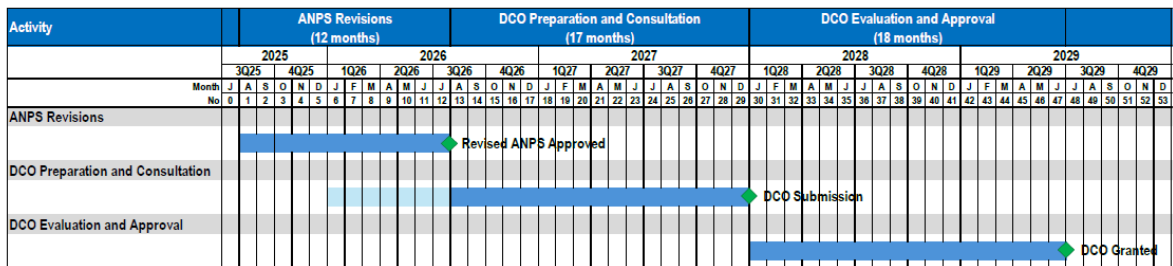 Activity ANPS Revisions DCO Preparation and Consultation DCO Evaluation and Approval
(12 months) (17 months) (18 months)
2025 2026 2027 2028 2029
3Q25 4Q25 1Q26 2Q26 3Q26 4Q26 1Q27 2Q27 3Q27 4Q27 1Q28 2Q28 3Q28 4Q28 1Q29 2Q29 3Q29 4Q29
Month J A S O N D J F M A M J J A S O N D J F M A M J J A S O N D J F M A M J J A S O N D J F M A M J J A S O N D
No 0 1 2 3 4 5 6 7 8 9 10 11 12 13 14 15 16 17 18 19 20 21 22 23 24 25 26 27 28 29 30 31 32 33 34 35 36 37 38 39 40 41 42 43 44 45 46 47 48 49 50 51 52 53
ANPS Revisions
Revised ANPS Approved
DCO Preparation and Consultation
DCO Submission
DCO Evaluation and Approval
DCO Granted